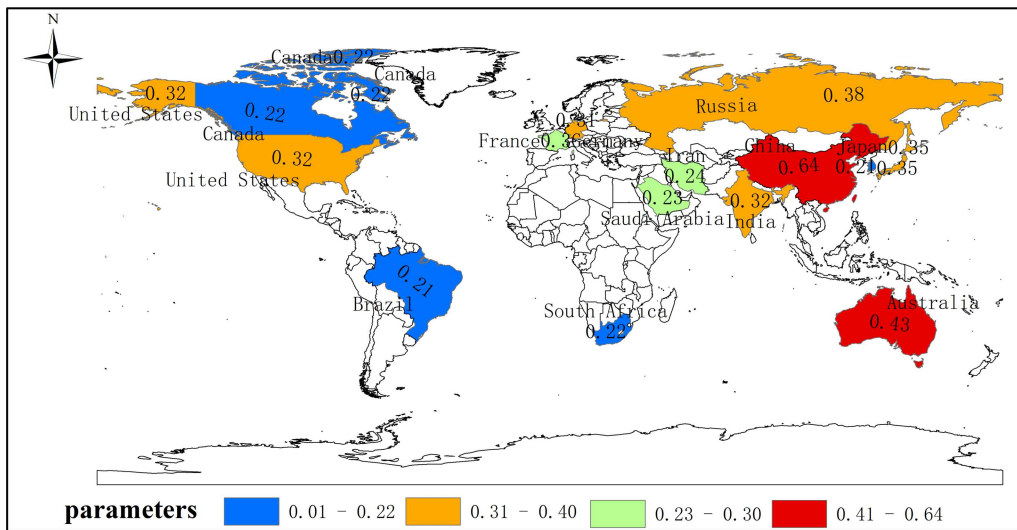 N
Canada0.22
Canada
0.22
0.32
United States
0.22
Canada
0.32
United States
0.38
Russia
France
Germany
China
0.64
Japan0.35
0.21
0.35
Iran
0.24
0.23
Saudi Arabia
0.32
India
0.21
Brazil
South Africa
0.22
Australia
0.43
parameters
0.01 - 0.22
0.31 - 0.40
0.23 - 0.30
0.41 - 0.64